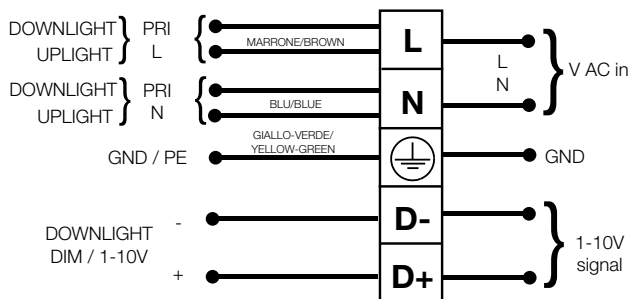 DOWNLIGHT
UPLIGHT
PRI
L
MARRONE/BROWN
L
L
N
V AC in
DOWNLIGHT
UPLIGHT
PRI
N
BLU/BLUE
N
GND / PE
GIALLO-VERDE/
YELLOW-GREEN
GND
DOWNLIGHT
DIM / 1-10V
-
+
D-
D+
1-10V
signal